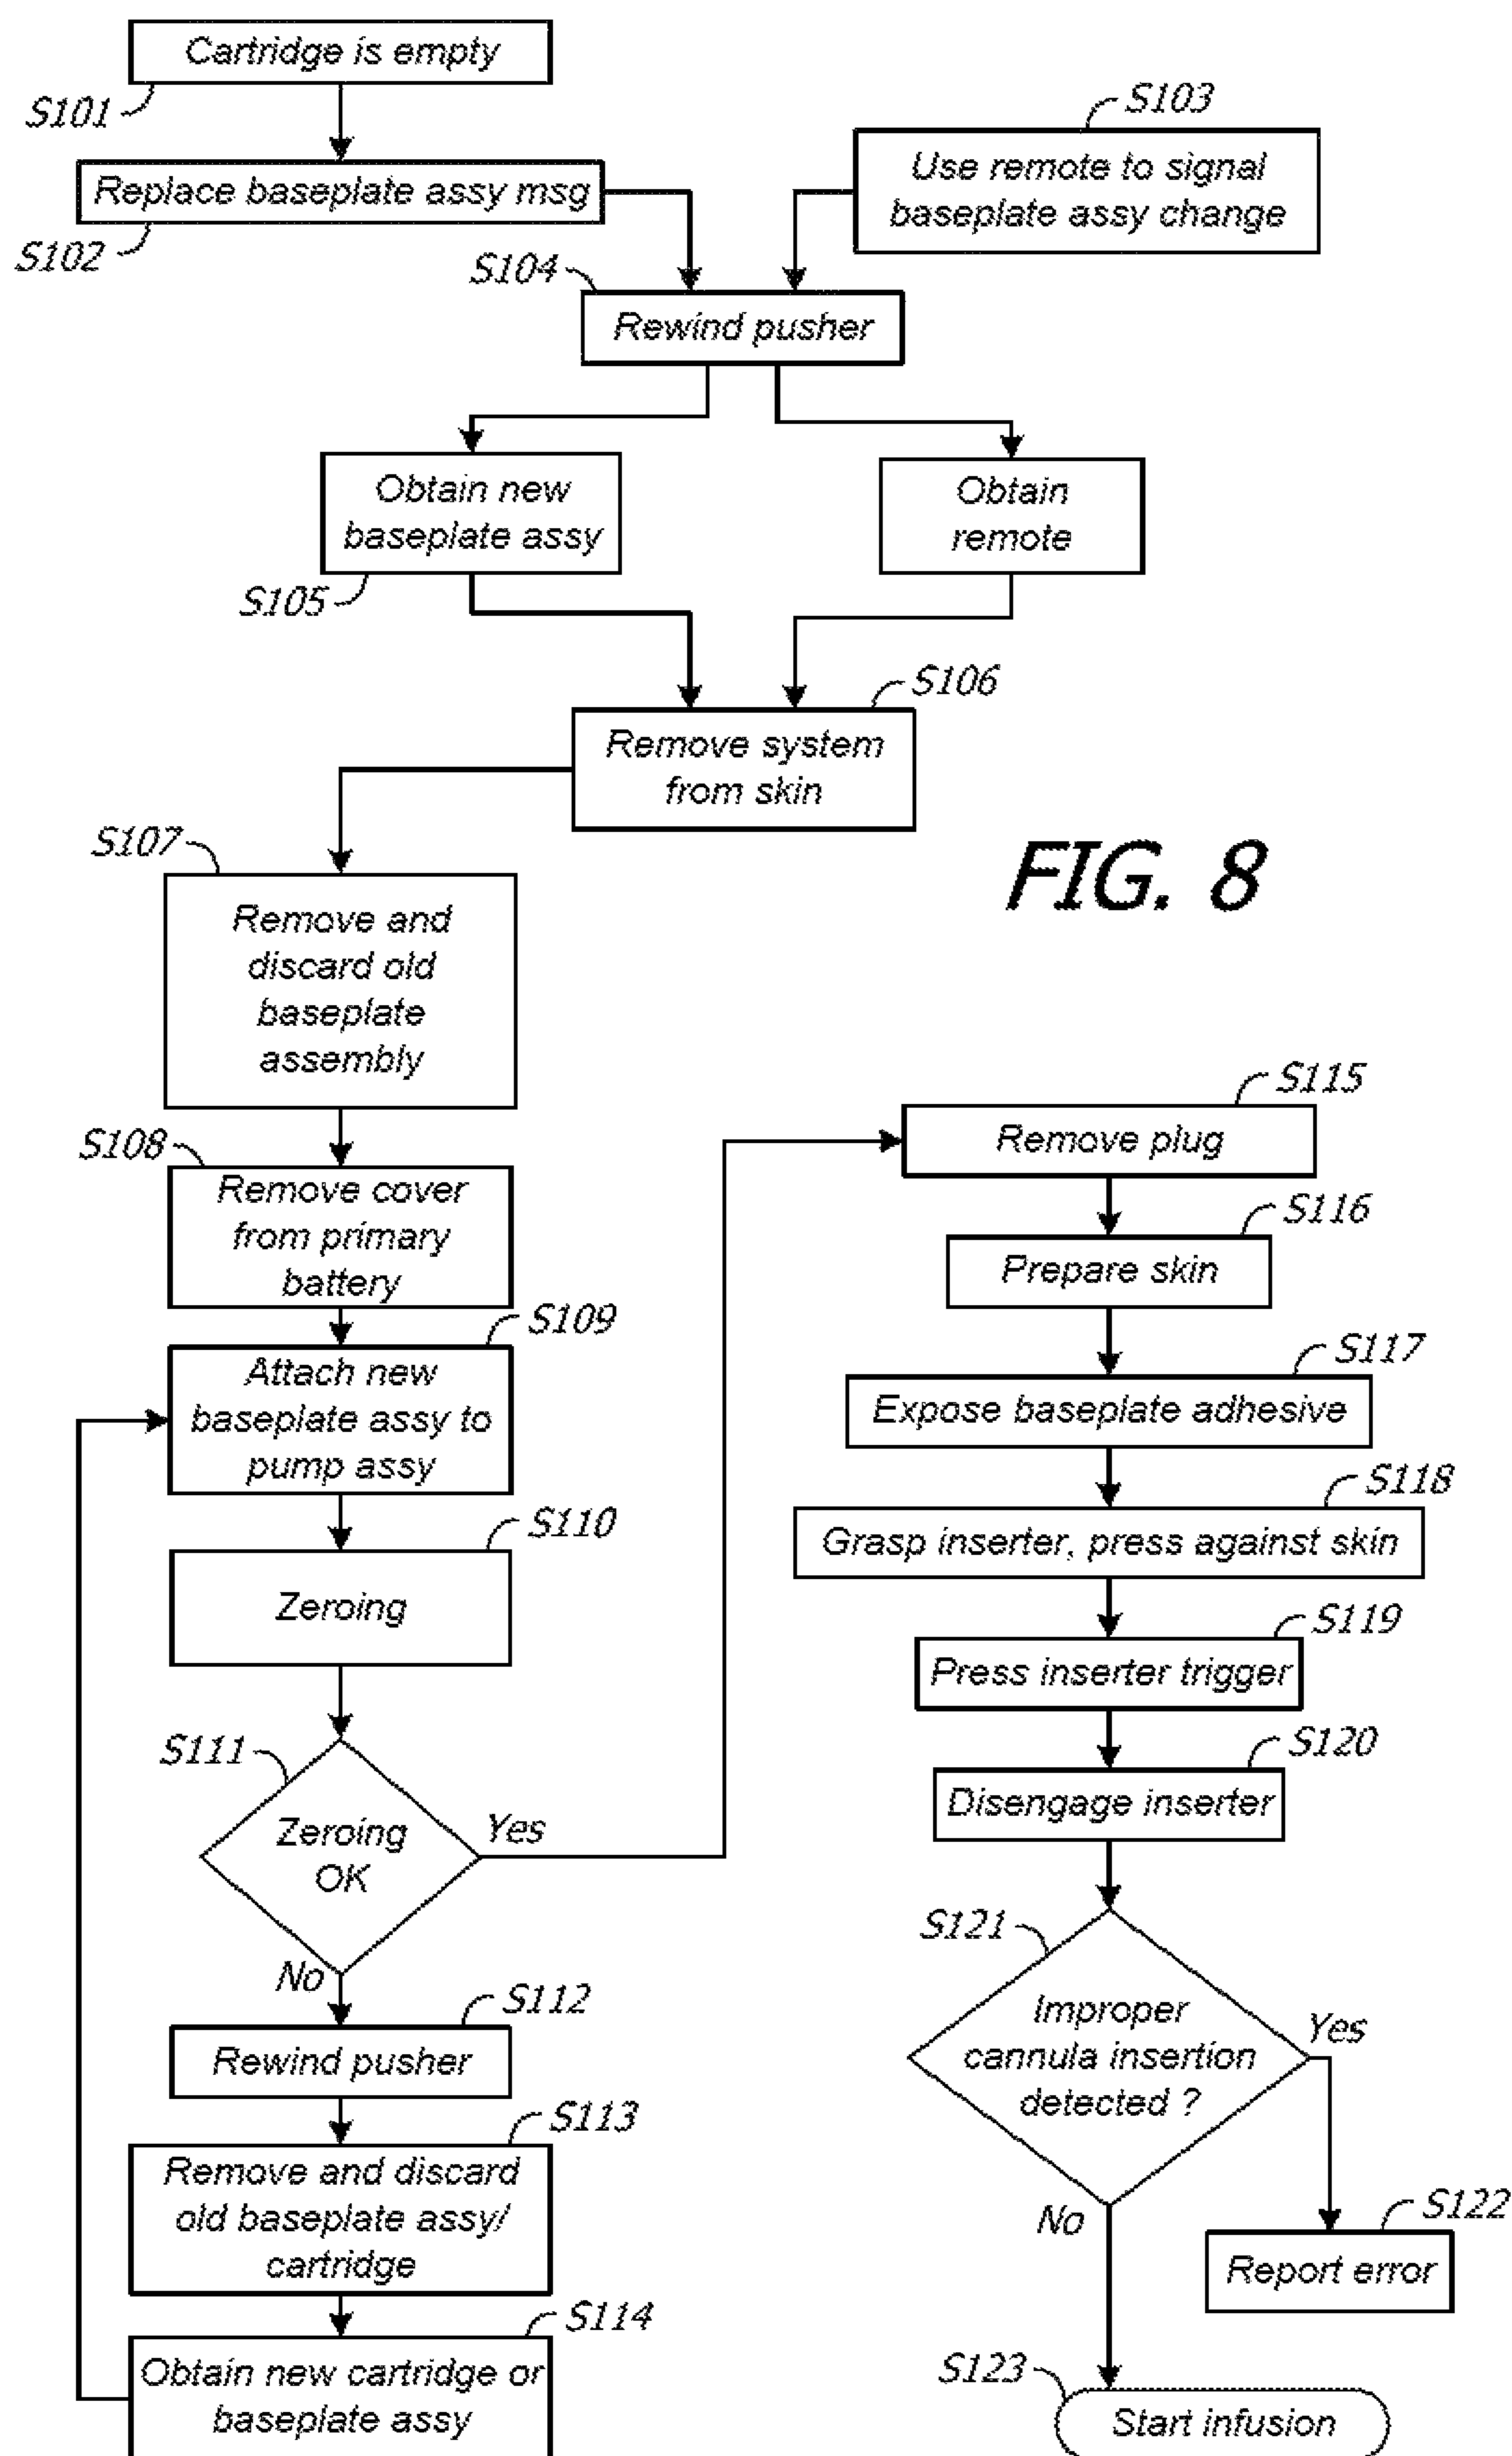 Cartridge is empty
S101
S103
Replace baseplate assy msg
Use remote to signal
baseplate assy change
S102
S104
Rewind pusher
Obtain new
baseplate assy
Obtain
remote
S105
S106
Remove system
from skin
FIG. 8
S107
Remove and
discard old
baseplate
assembly
S108
Remove cover
from primary
battery
S109
Attach new
baseplate assy to
pump assy
S110
Zeroing
S111
Zeroing
OK
Yes
No
S112
Rewind pusher
S113
Remove and discard
old baseplate assy/
cartridge
S114
Obtain new cartridge or
baseplate assy
S115
Remove plug
S116
Prepare skin
S117
Expose baseplate adhesive
S118
Grasp inserter, press against skin
S119
Press inserter trigger
S120
Disengage inserter
S121
Improper
cannula insertion
detected ?
Yes
No
S122
Report error
S123
Start infusion